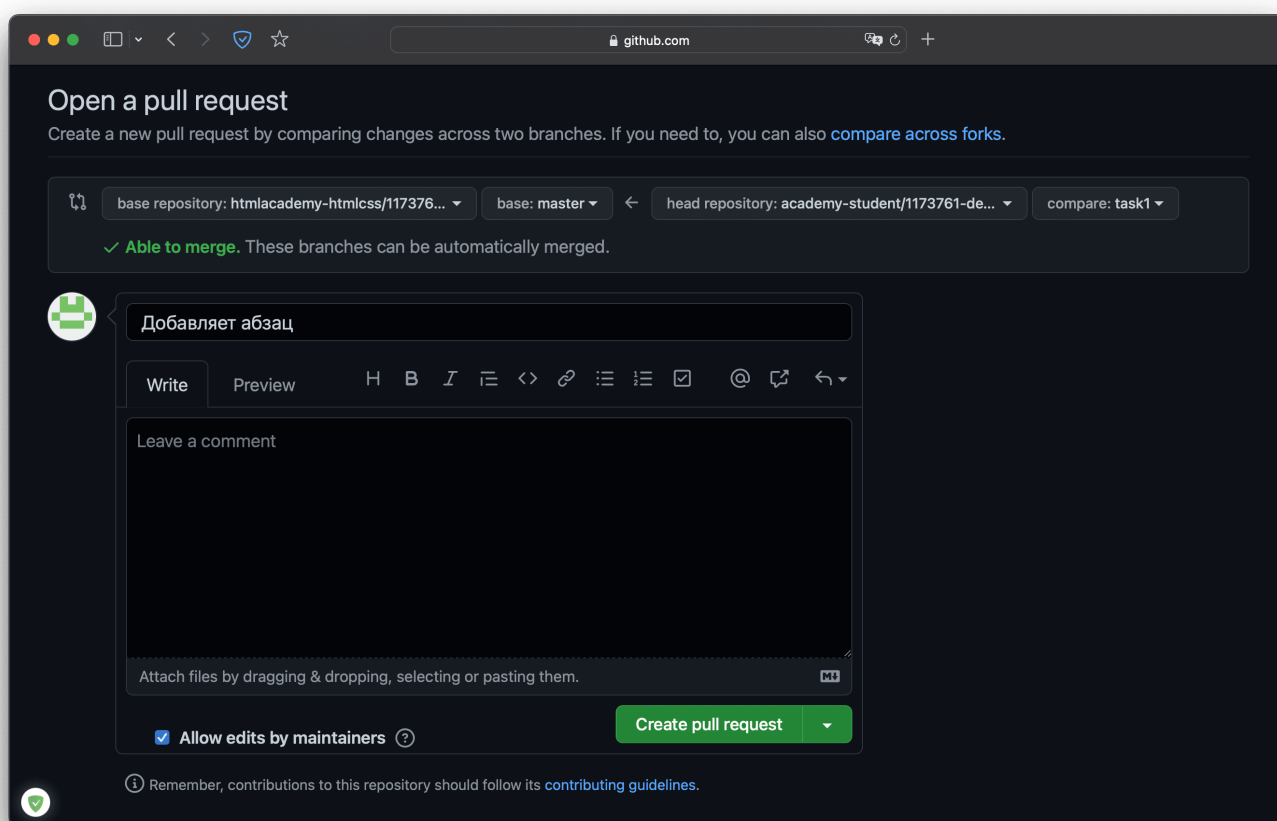 github.com
Open a pull request
Create a new pull request by comparing changes across two branches. If you need to, you can also compare across forks.
base repository: htmlacademy-htmlcss/117376... base: master head repository: academy-student/1173761-de... compare: task1
Able to merge. These branches can be automatically merged.
Добавляет абзац
Write Preview
Leave a comment
Attach files by dragging & dropping, selecting or pasting them.
Create pull request
Allow edits by maintainers
Remember, contributions to this repository should follow its contributing guidelines.